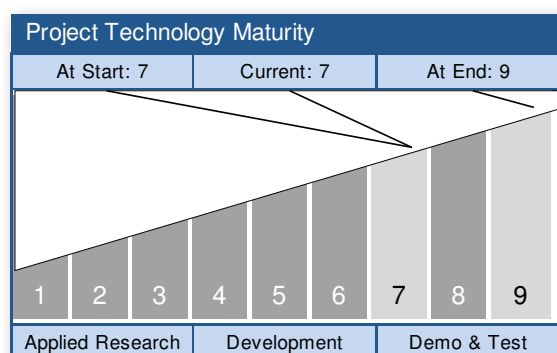 Project Technology Maturity
At Start: 7 Current: 7 At End: 9
1 2 3 4 5 6 7 8 9
Applied Research Development Demo & Test